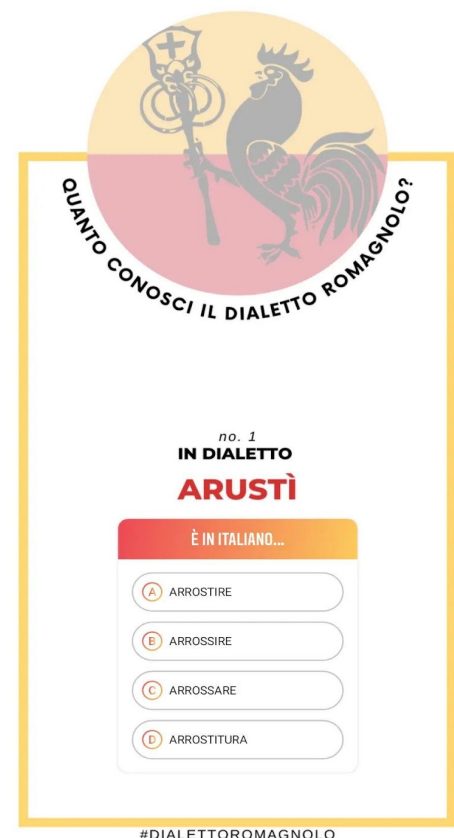 QUANTO CONOSCI IL DIALETTO ROMAGNOLO?
no. 1
IN DIALETTO
ARUSTÌ
È IN ITALIANO...
A ARROSTIRE
B ARROSSIRE
C ARROSSARE
D ARROSTITURA
#DIALETTOROMAGNOLO